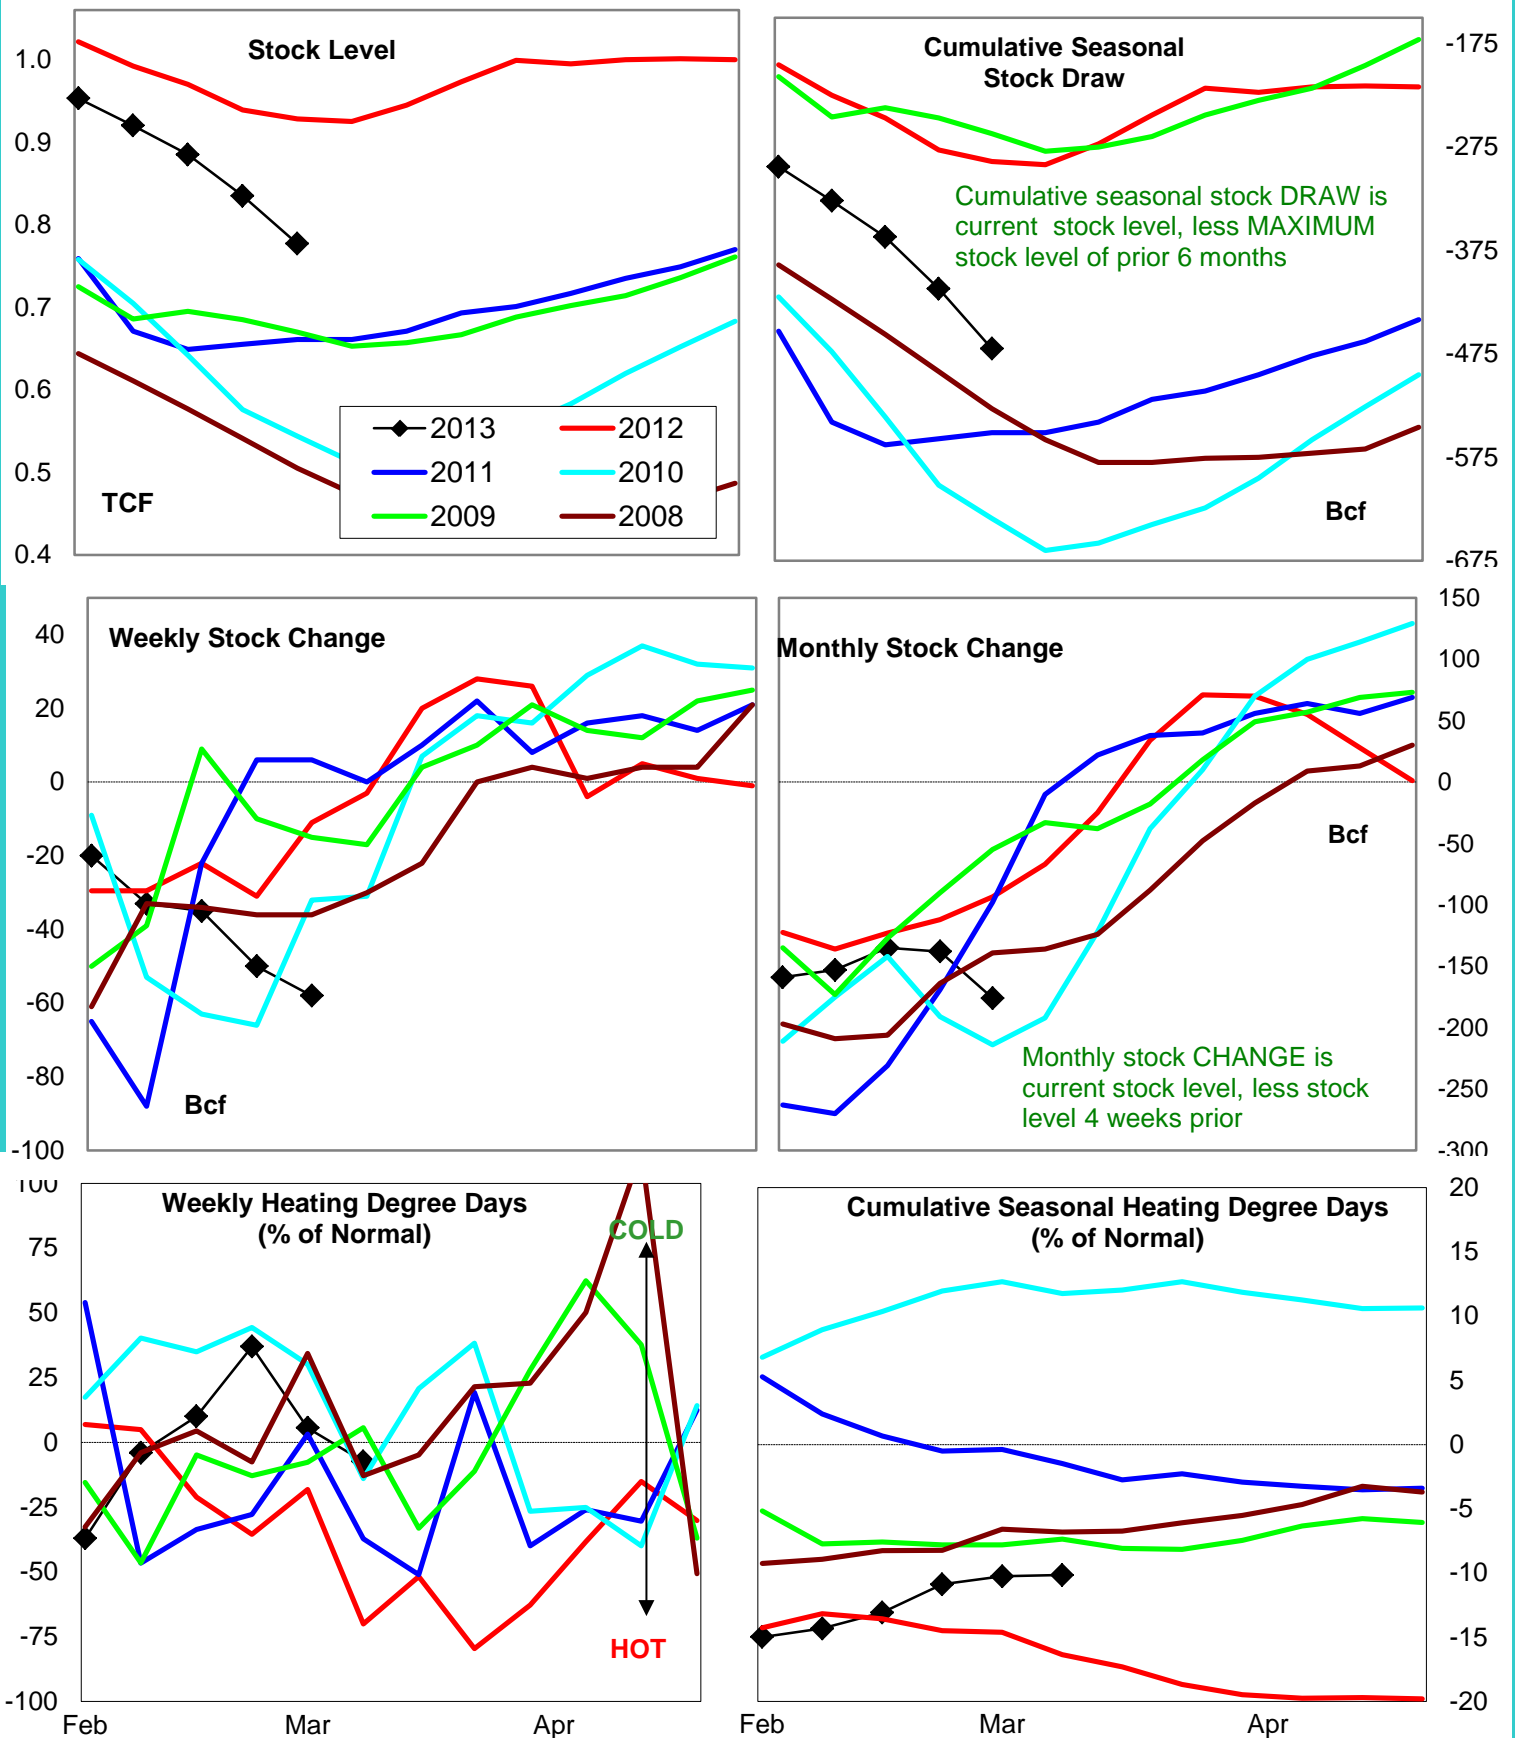 Stock Level
1.0
0.9
0.8
0.7
0.6
0.5
0.4
TCF
2013
2012
2011
2010
2009
2008
Cumulative Seasonal
Stock Draw
-175
-275
-375
-475
-575
-675
Cumulative seasonal stock DRAW is
current stock level, less MAXIMUM
stock level of prior 6 months
Bcf
Weekly Stock Change
40
20
0
-20
-40
-60
-80
-100
Bcf
Monthly Stock Change
150
100
50
0
-50
-100
-150
-200
-250
-300
Bcf
Monthly stock CHANGE is
current stock level, less stock
level 4 weeks prior
Weekly Heating Degree Days
(% of Normal)
100
75
50
25
0
-25
-50
-75
-100
COLD
HOT
Feb
Mar
Apr
Cumulative Seasonal Heating Degree Days
(% of Normal)
20
15
10
5
0
-5
-10
-15
-20
Feb
Mar
Apr